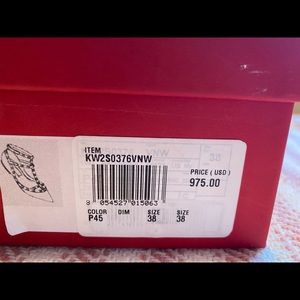 ITEM
KW2S0376VNW
PRICE ( USD )
975.00
8 054527 015063
COLOR DIM SIZE SIZE
P45 38 38